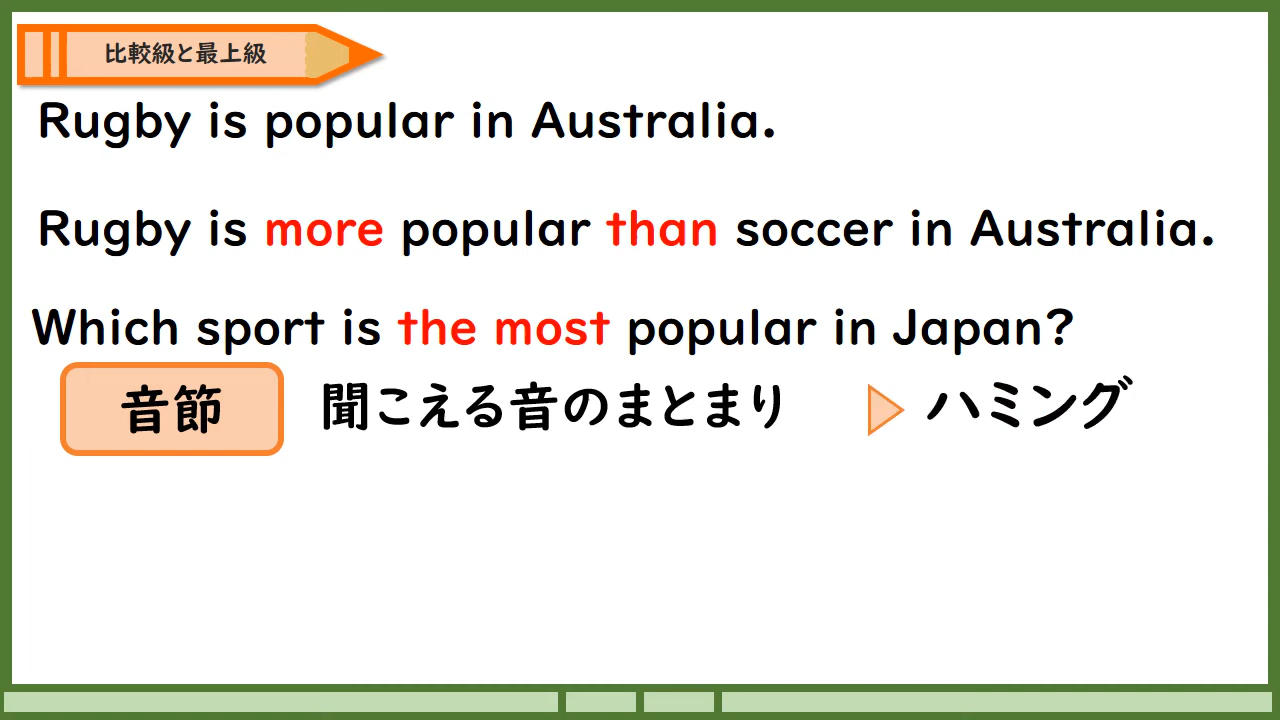 比較級と最上級
Rugby is popular in Australia.
Rugby is more popular than soccer in Australia.
Which sport is the most popular in Japan?
音節 聞こえる音のまとまり ハミング